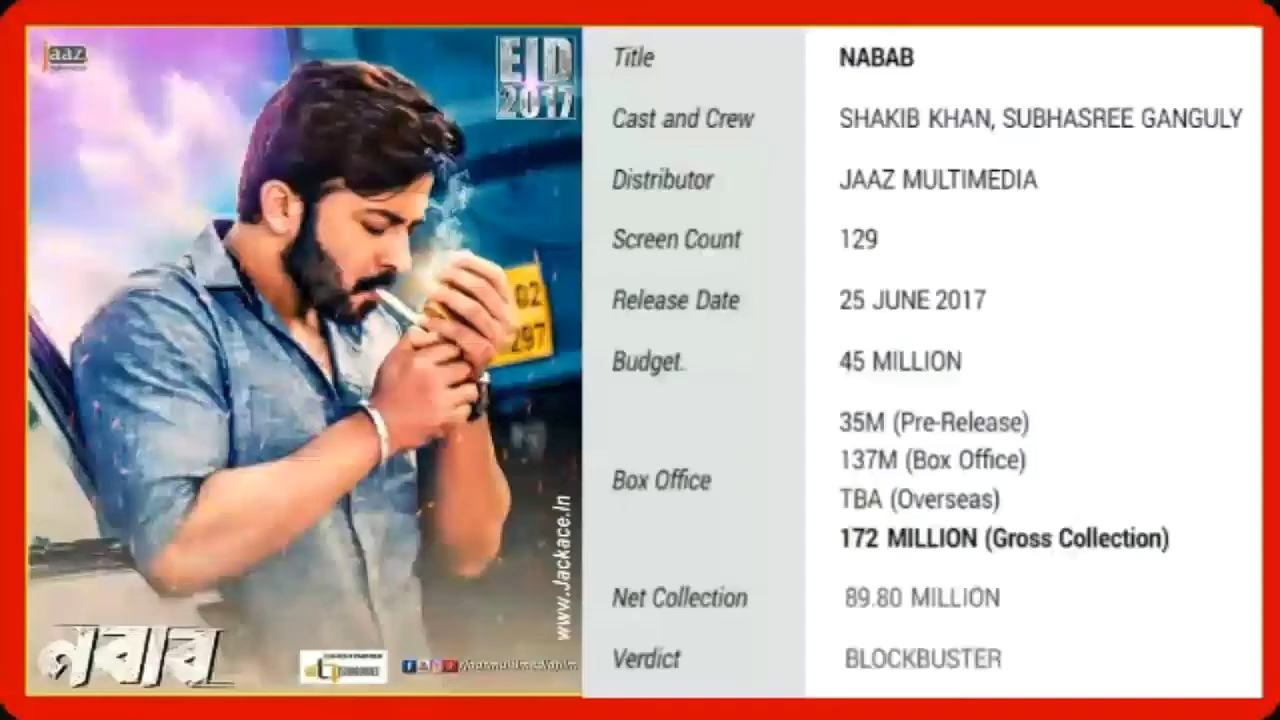 Jaaz
EID
2017
02
297
www.Jackace.In
নবাব
Title NABAB
Cast and Crew SHAKIB KHAN, SUBHASREE GANGULY
Distributor JAAZ MULTIMEDIA
Screen Count 129
Release Date 25 JUNE 2017
Budget. 45 MILLION
Box Office
35M (Pre-Release)
137M (Box Office)
TBA (Overseas)
172 MILLION (Gross Collection)
Net Collection 89.80 MILLION
Verdict BLOCKBUSTER